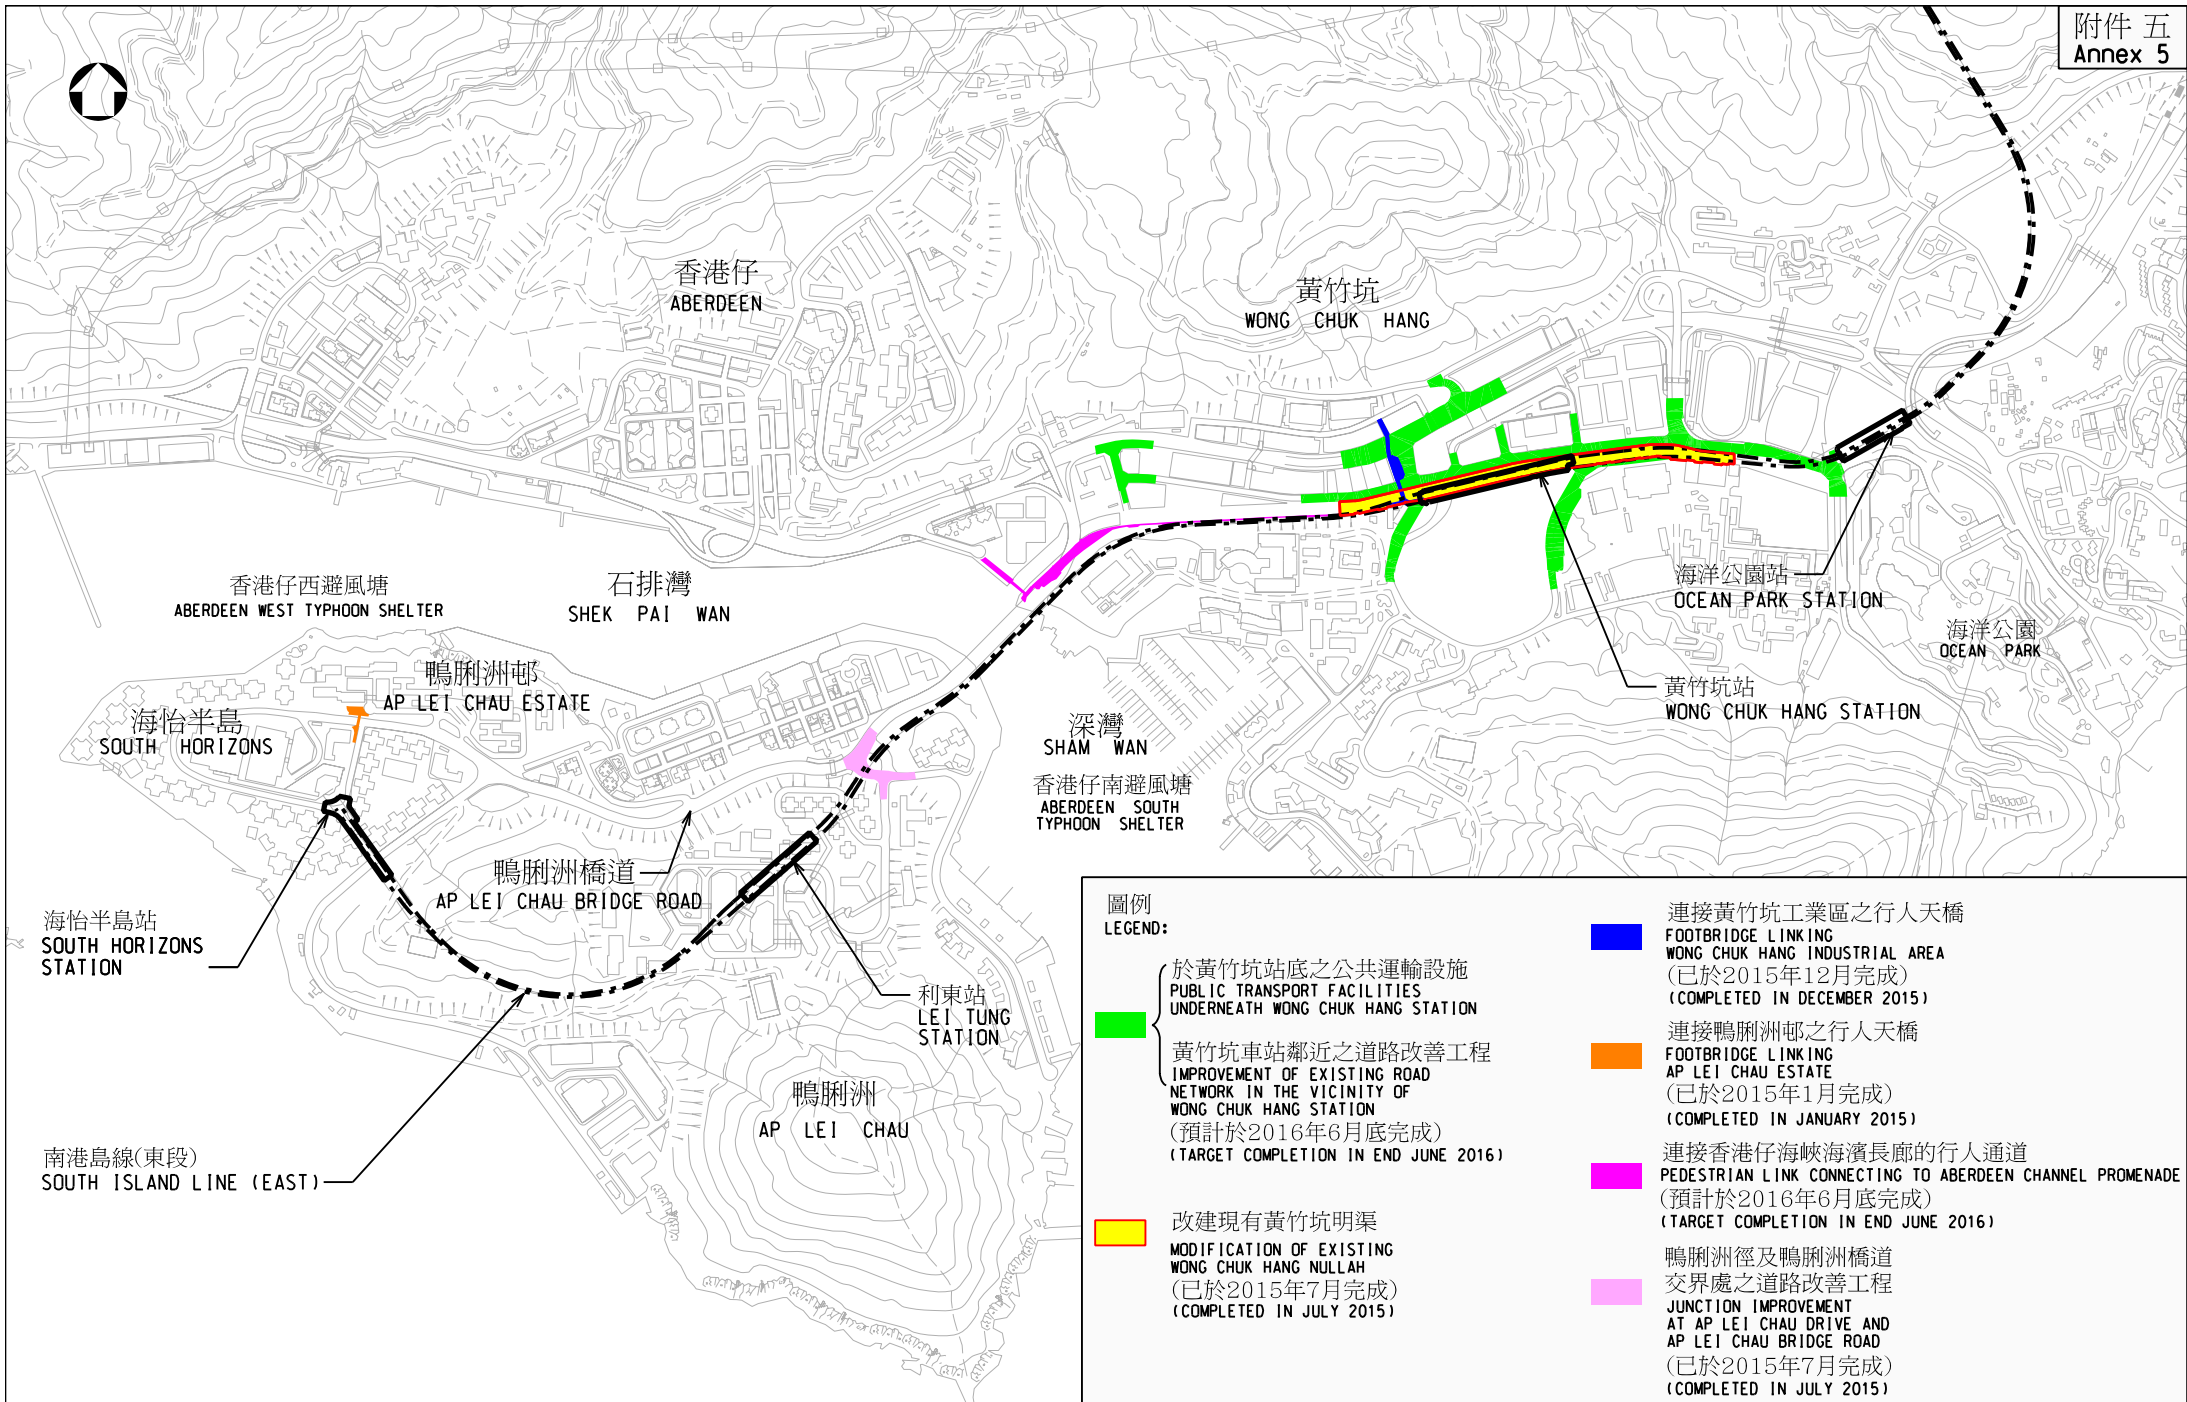 附件 五
Annex 5
香港仔
ABERDEEN
黃竹坑
WONG CHUK HANG
香港仔西避風塘
ABERDEEN WEST TYPHOON SHELTER
石排灣
SHEK PAI WAN
海洋公園站
OCEAN PARK STATION
海洋公園
OCEAN PARK
鴨脷洲邨
AP LEI CHAU ESTATE
海怡半島
SOUTH HORIZONS
黃竹坑站
WONG CHUK HANG STATION
深灣
SHAM WAN
香港仔南避風塘
ABERDEEN SOUTH
TYPHOON SHELTER
鴨脷洲橋道
AP LEI CHAU BRIDGE ROAD
海怡半島站
SOUTH HORIZONS
STATION
利東站
LEI TUNG
STATION
鴨脷洲
AP LEI CHAU
南港島線(東段)
SOUTH ISLAND LINE (EAST)
圖例
LEGEND:
於黃竹坑站底之公共運輸設施
PUBLIC TRANSPORT FACILITIES
UNDERNEATH WONG CHUK HANG STATION
黃竹坑車站鄰近之道路改善工程
IMPROVEMENT OF EXISTING ROAD
NETWORK IN THE VICINITY OF
WONG CHUK HANG STATION
(預計於2016年6月底完成)
(TARGET COMPLETION IN END JUNE 2016)
改建現有黃竹坑明渠
MODIFICATION OF EXISTING
WONG CHUK HANG NULLAH
(已於2015年7月完成)
(COMPLETED IN JULY 2015)
連接黃竹坑工業區之行人天橋
FOOTBRIDGE LINKING
WONG CHUK HANG INDUSTRIAL AREA
(已於2015年12月完成)
(COMPLETED IN DECEMBER 2015)
連接鴨脷洲邨之行人天橋
FOOTBRIDGE LINKING
AP LEI CHAU ESTATE
(已於2015年1月完成)
(COMPLETED IN JANUARY 2015)
連接香港仔海峽海濱長廊的行人通道
PEDESTRIAN LINK CONNECTING TO ABERDEEN CHANNEL PROMENADE
(預計於2016年6月底完成)
(TARGET COMPLETION IN END JUNE 2016)
鴨脷洲徑及鴨脷洲橋道
交界處之道路改善工程
JUNCTION IMPROVEMENT
AT AP LEI CHAU DRIVE AND
AP LEI CHAU BRIDGE ROAD
(已於2015年7月完成)
(COMPLETED IN JULY 2015)